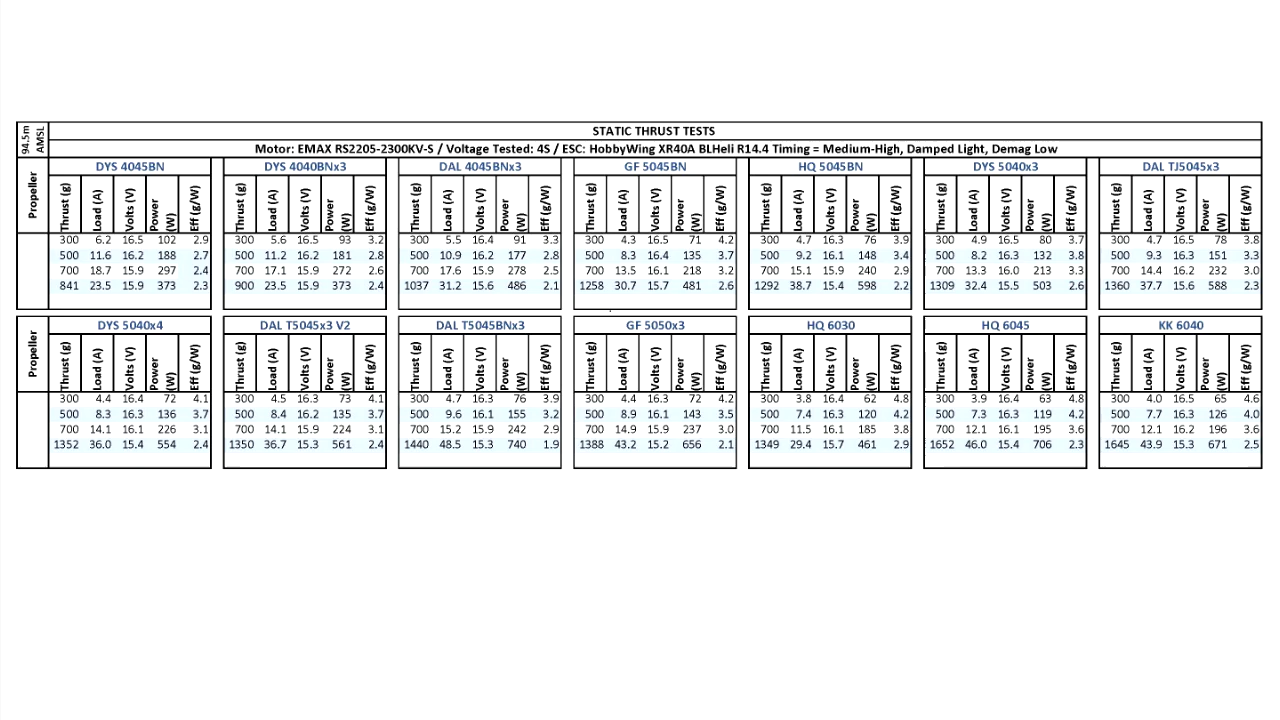 94.5m AMSL
STATIC THRUST TESTS
Motor: EMAX RS2205-2300KV-S / Voltage Tested: 4S / ESC: HobbyWing XR40A BLHeli R14.4 Timing = Medium-High, Damped Light, Demag Low
Propeller DYS 4045BN DYS 4040BNx3 DAL 4045BNx3 GF 5045BN HQ 5045BN DYS 5040x3 DAL TJ5045x3
Thrust (g) Load (A) Volts (V) Power (W) Eff (g/W) Thrust (g) Load (A) Volts (V) Power (W) Eff (g/W) Thrust (g) Load (A) Volts (V) Power (W) Eff (g/W) Thrust (g) Load (A) Volts (V) Power (W) Eff (g/W) Thrust (g) Load (A) Volts (V) Power (W) Eff (g/W) Thrust (g) Load (A) Volts (V) Power (W) Eff (g/W) Thrust (g) Load (A) Volts (V) Power (W) Eff (g/W)
300 6.2 16.5 102 2.9 300 5.6 16.5 93 3.2 300 5.5 16.4 91 3.3 300 4.3 16.5 71 4.2 300 4.7 16.3 76 3.9 300 4.9 16.5 80 3.7 300 4.7 16.5 78 3.8
500 11.6 16.2 188 2.7 500 11.2 16.2 181 2.8 500 10.9 16.2 177 2.8 500 8.3 16.4 135 3.7 500 9.2 16.1 148 3.4 500 8.2 16.3 132 3.8 500 9.3 16.3 151 3.3
700 18.7 15.9 297 2.4 700 17.1 15.9 272 2.6 700 17.6 15.9 278 2.5 700 13.5 16.1 218 3.2 700 15.1 15.9 240 2.9 700 13.3 16.0 213 3.3 700 14.4 16.2 232 3.0
841 23.5 15.9 373 2.3 900 23.5 15.9 373 2.4 1037 31.2 15.6 486 2.1 1258 30.7 15.7 481 2.6 1292 38.7 15.4 598 2.2 1309 32.4 15.5 503 2.6 1360 37.7 15.6 588 2.3
Propeller DYS 5040x4 DAL T5045x3 V2 DAL T5045BNx3 GF 5050x3 HQ 6030 HQ 6045 KK 6040
Thrust (g) Load (A) Volts (V) Power (W) Eff (g/W) Thrust (g) Load (A) Volts (V) Power (W) Eff (g/W) Thrust (g) Load (A) Volts (V) Power (W) Eff (g/W) Thrust (g) Load (A) Volts (V) Power (W) Eff (g/W) Thrust (g) Load (A) Volts (V) Power (W) Eff (g/W) Thrust (g) Load (A) Volts (V) Power (W) Eff (g/W) Thrust (g) Load (A) Volts (V) Power (W) Eff (g/W)
300 4.4 16.4 72 4.1 300 4.5 16.3 73 4.1 300 4.7 16.3 76 3.9 300 4.4 16.4 72 4.2 300 3.8 16.4 62 4.8 300 3.9 16.4 63 4.8 300 4.0 16.5 65 4.6
500 8.3 16.3 136 3.7 500 8.4 16.2 135 3.7 500 9.6 16.1 155 3.2 500 8.9 16.1 143 3.5 500 7.4 16.3 120 4.2 500 7.3 16.3 119 4.2 500 7.7 16.3 126 4.0
700 14.1 16.1 226 3.1 700 14.1 15.9 224 3.1 700 15.2 15.9 242 2.9 700 14.9 15.9 237 3.0 700 11.5 16.1 185 3.8 700 12.1 16.1 195 3.6 700 12.1 16.2 196 3.6
1352 36.0 15.4 554 2.4 1350 36.7 15.3 561 2.4 1440 48.5 15.3 740 1.9 1388 43.2 15.2 656 2.1 1349 29.4 15.7 461 2.9 1652 46.0 15.4 706 2.3 1645 43.9 15.3 671 2.5